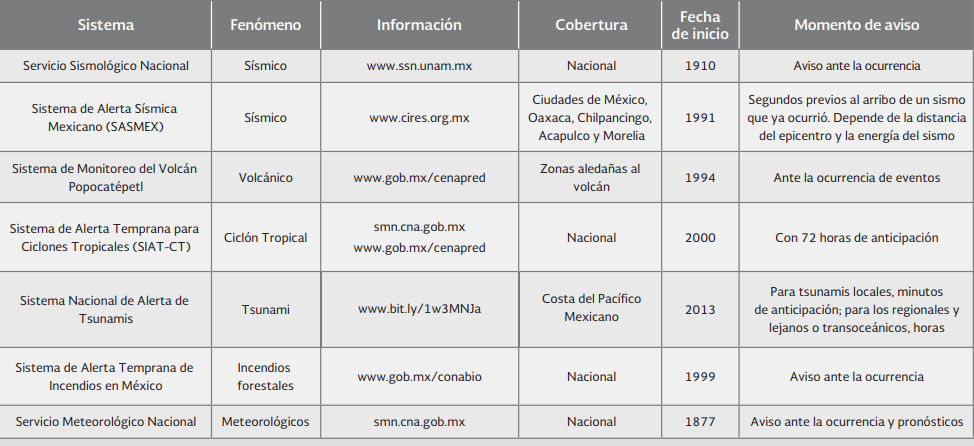 Sistema
Fenómeno
Información
Cobertura
Fecha
de inicio
Momento de aviso
Servicio Sismológico Nacional
Sísmico
www.ssn.unam.mx
Nacional
1910
Aviso ante la ocurrencia
Sistema de Alerta Sísmica
Mexicano (SASMEX)
Sísmico
www.cires.org.mx
Ciudades de México,
Oaxaca, Chilpancingo,
Acapulco y Morelia
1991
Segundos previos al arribo de un sismo
que ya ocurrió. Depende de la distancia
del epicentro y la energía del sismo
Sistema de Monitoreo del Volcán
Popocatépetl
Volcánico
www.gob.mx/cenapred
Zonas aledañas al
volcán
1994
Ante la ocurrencia de eventos
Sistema de Alerta Temprana para
Ciclones Tropicales (SIAT-CT)
Ciclón Tropical
smn.cna.gob.mx
www.gob.mx/cenapred
Nacional
2000
Con 72 horas de anticipación
Sistema Nacional de Alerta de
Tsunamis
Tsunami
www.bit.ly/1w3MNJa
Costa del Pacífico
Mexicano
2013
Para tsunamis locales, minutos
de anticipación; para los regionales y
lejanos o transoceánicos, horas
Sistema de Alerta Temprana de
Incendios en México
Incendios
forestales
www.gob.mx/conabio
Nacional
1999
Aviso ante la ocurrencia
Servicio Meteorológico Nacional
Meteorológicos
smn.cna.gob.mx
Nacional
1877
Aviso ante la ocurrencia y pronósticos